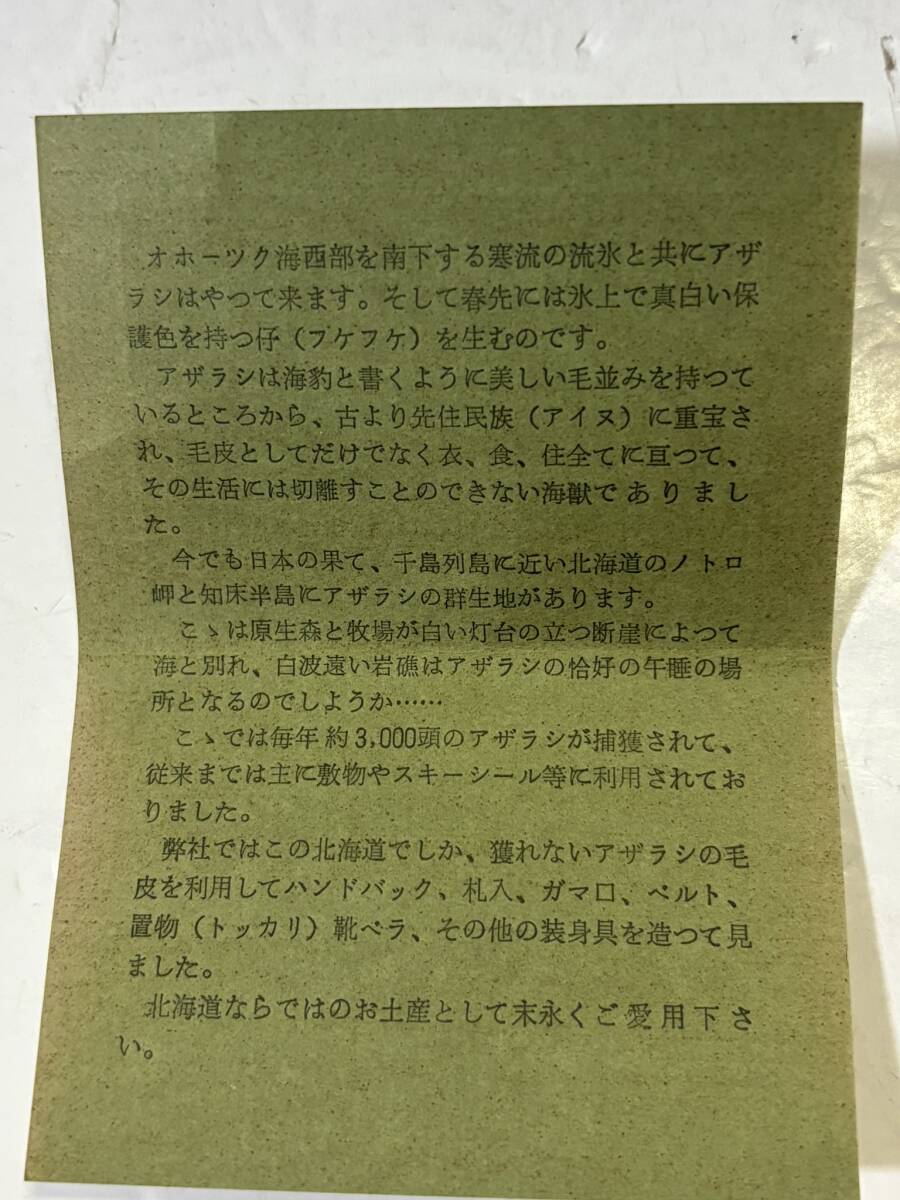 オホーツク海西部を南下する寒流の流氷と共にアザ
ラシはやつて来ます。そして春先には氷上で真白い保
護色を持つ仔（フケフケ）を生むのです。
アザラシは海豹と書くように美しい毛並みを持つて
いるところから、古より先住民族（アイヌ）に重宝さ
れ、毛皮としてだけでなく衣、食、住全てに亘つて、
その生活には切離すことのできない海獣でありまし
た。
今でも日本の果て、千島列島に近い北海道のノトロ
岬と知床半島にアザラシの群生地があります。
こゝは原生森と牧場が白い灯台の立つ断崖によつて
海と別れ、白波遠い岩礁はアザラシの恰好の午睡の場
所となるのでしようか……
こゝでは毎年約3,000頭のアザラシが捕獲されて、
従来までは主に敷物やスキーシール等に利用されてお
りました。
弊社ではこの北海道でしか、獲れないアザラシの毛
皮を利用してハンドバック、札入、ガマ口、ベルト、
置物（トッカリ）靴ベラ、その他の装身具を造つて見
ました。
北海道ならではのお土産として末永くご愛用下さ
い。